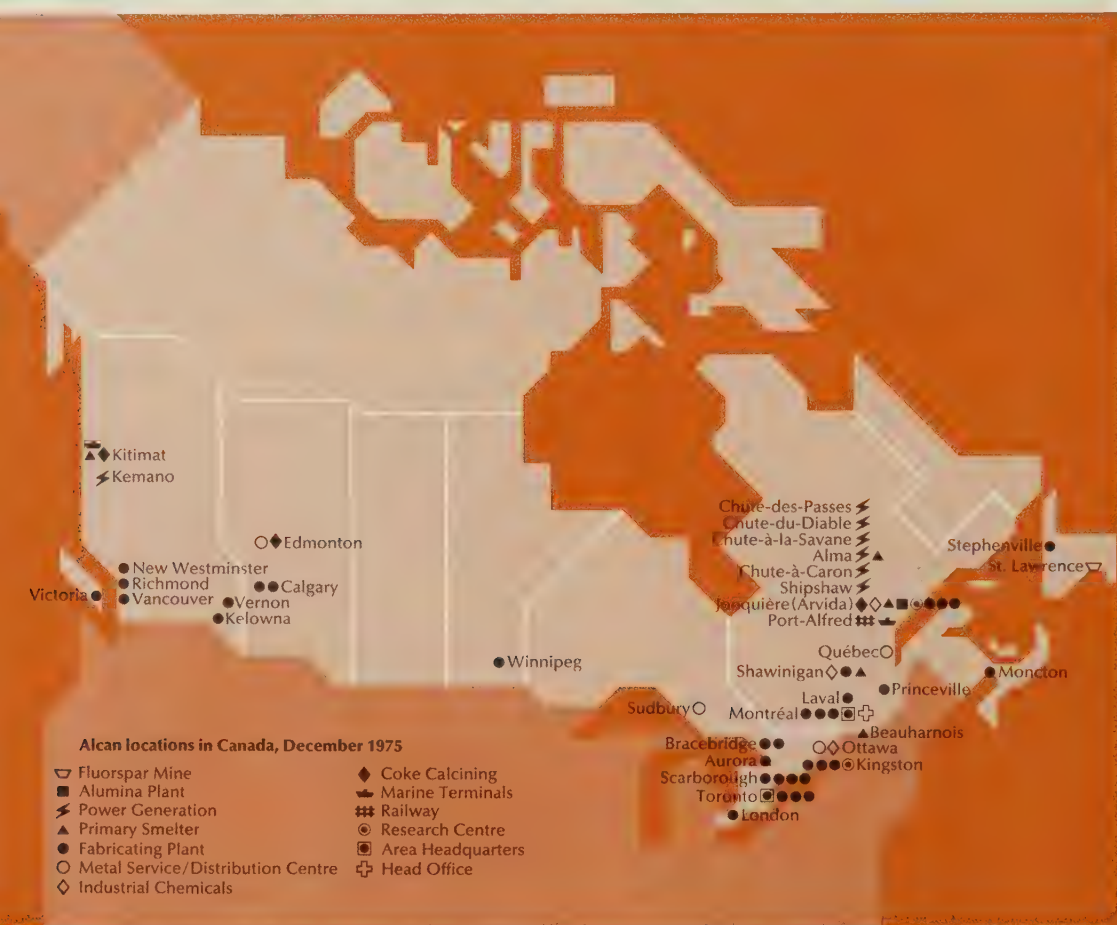 Kitimat
Kemano
Edmonton
New Westminster
Richmond
Calgary
Victoria
Vancouver
Vernon
Kelowna
Winnipeg
Chute-des-Passes
Chute-du-Diable
Chute-à-la-Savane
Alma
Chute-à-Caron
Shipshaw
Jonquière (Arvida)
Port-Alfred
Stephenville
St. Lawrence
Québec
Shawinigan
Moncton
Princeville
Laval
Sudbury
Montréal
Beauharnois
Bracebridge
Ottawa
Aurora
Kingston
Scarborough
Toronto
London
Alcan locations in Canada, December 1975
Fluorspar Mine
Alumina Plant
Power Generation
Primary Smelter
Fabricating Plant
Metal Service/Distribution Centre
Industrial Chemicals
Coke Calcining
Marine Terminals
Railway
Research Centre
Area Headquarters
Head Office